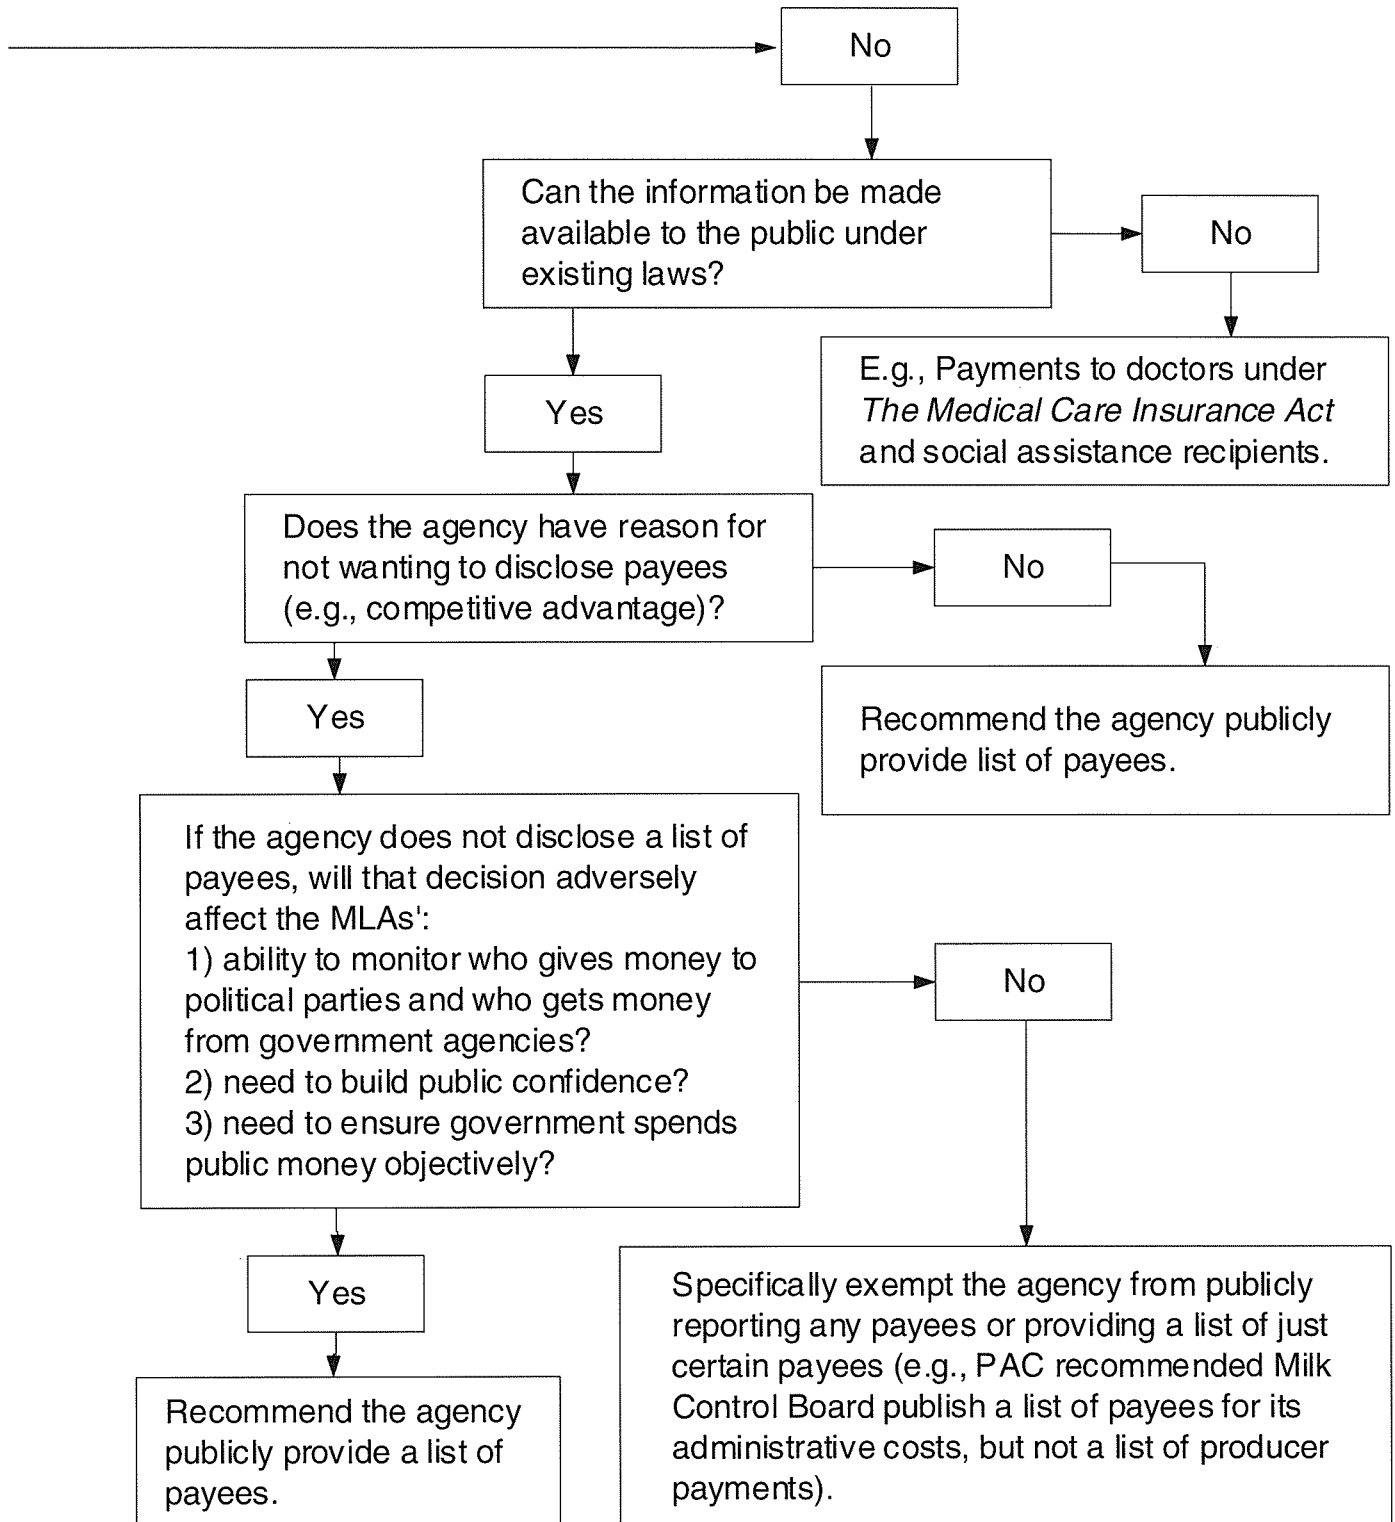 No
Can the information be made
available to the public under
existing laws?
No
E.g., Payments to doctors under
The Medical Care Insurance Act
and social assistance recipients.
Yes
Does the agency have reason for
not wanting to disclose payees
(e.g., competitive advantage)?
No
Recommend the agency publicly
provide list of payees.
Yes
If the agency does not disclose a list of
payees, will that decision adversely
affect the MLAs':
1) ability to monitor who gives money to
political parties and who gets money
from government agencies?
2) need to build public confidence?
3) need to ensure government spends
public money objectively?
No
Specifically exempt the agency from publicly
reporting any payees or providing a list of just
certain payees (e.g., PAC recommended Milk
Control Board publish a list of payees for its
administrative costs, but not a list of producer
payments).
Yes
Recommend the agency
publicly provide a list of
payees.